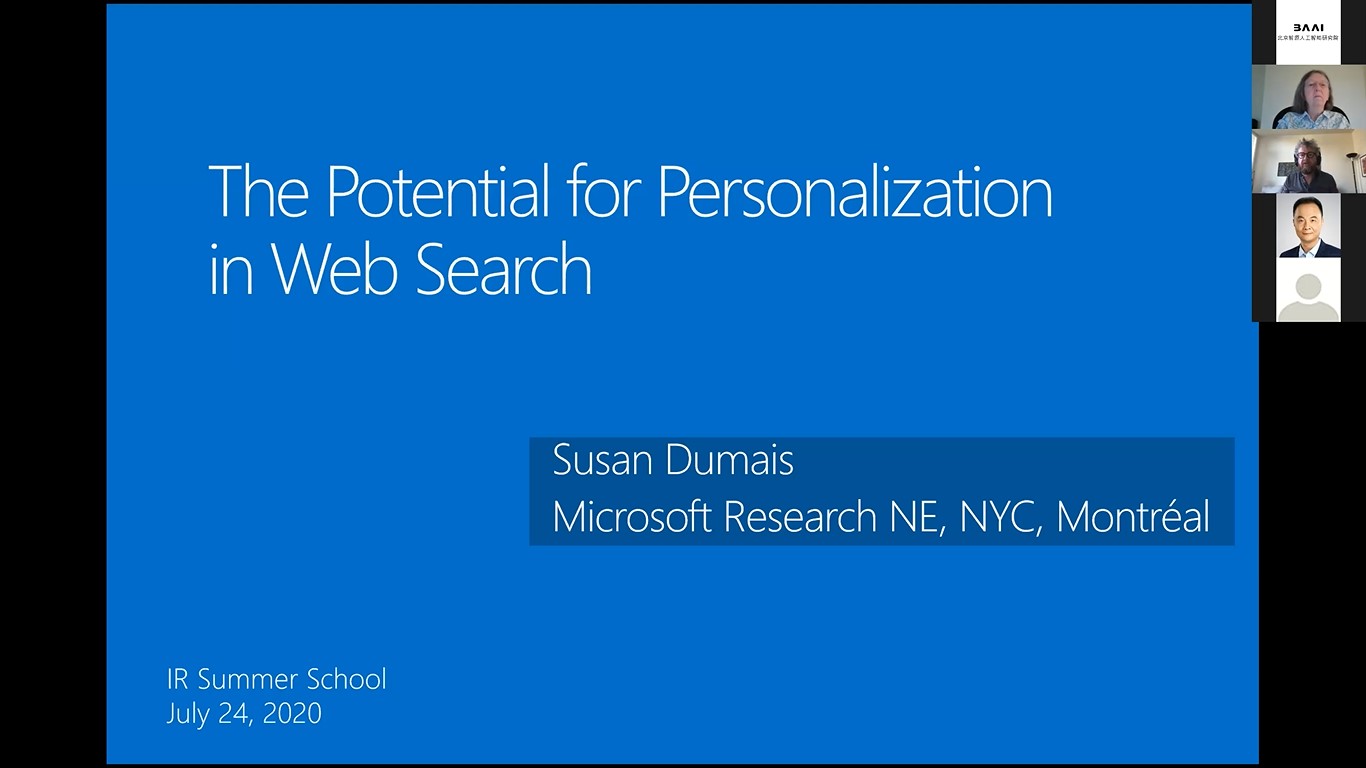 The Potential for Personalization
in Web Search
Susan Dumais
Microsoft Research NE, NYC, Montréal
IR Summer School
July 24, 2020
BAAI
北京智源人工智能研究院